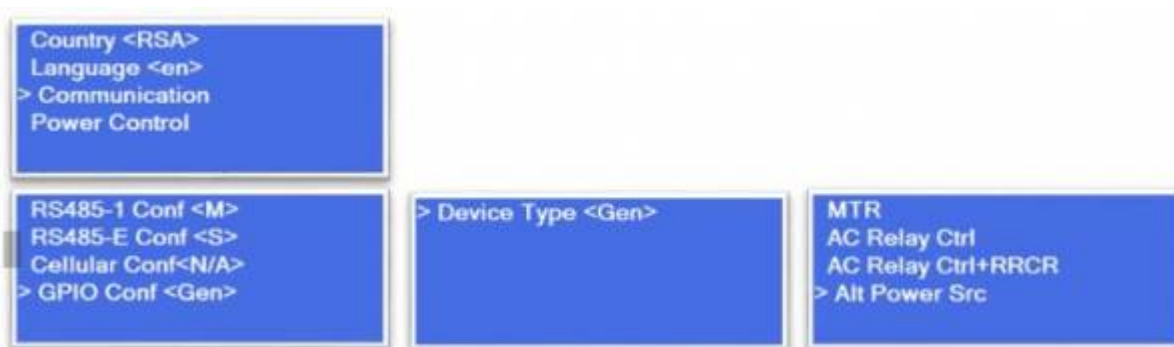 Country <RSA>
Language <en>
> Communication
Power Control
RS485-1 Conf <M>
RS485-E Conf <S>
Cellular Conf<N/A>
> GPIO Conf <Gen>
> Device Type <Gen>
MTR
AC Relay Ctrl
AC Relay Ctrl+RRCR
> Alt Power Src